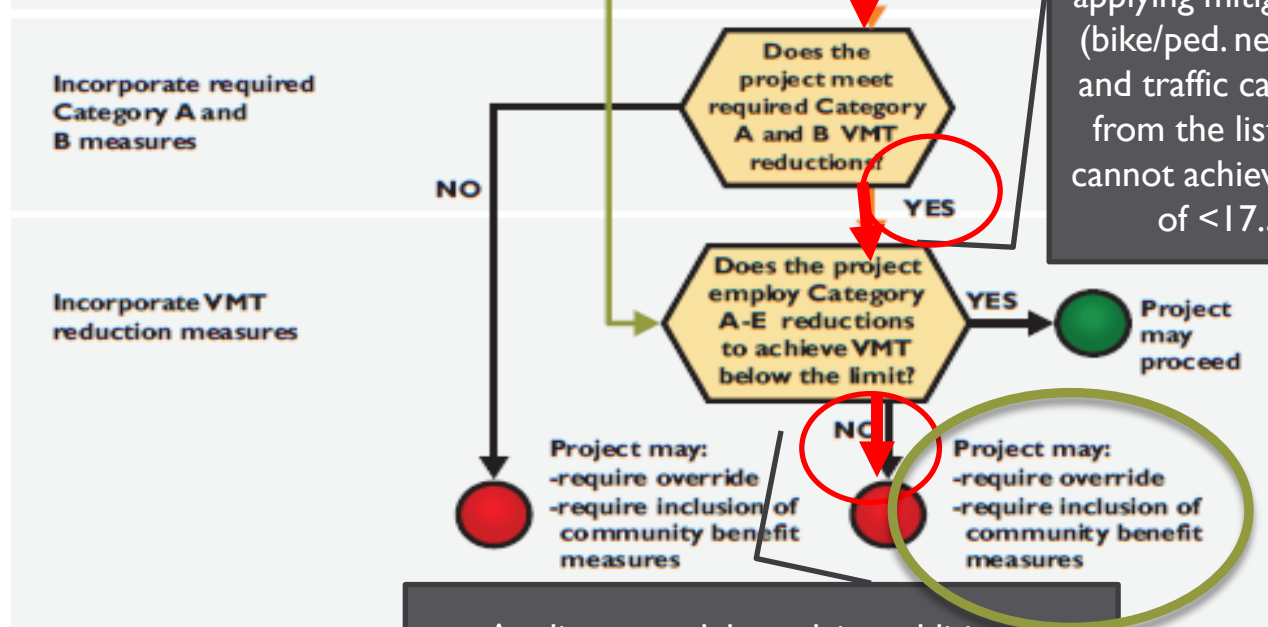 applying
(bike/ped.
and traffic
from the
cannot
of <17..
Does the
project meet
required Category
A and B VMT
reductions?
Incorporate required
Category A and
B measures
NO
YES
Does the project
employ Category
A-E reductions
to achieve VMT
below the limit?
Incorporate VMT
reduction measures
YES
Project
may
proceed
NO
Project may:
-require override
-require inclusion of
community benefit
measures
Project may:
-require override
-require inclusion of
community benefit
measures